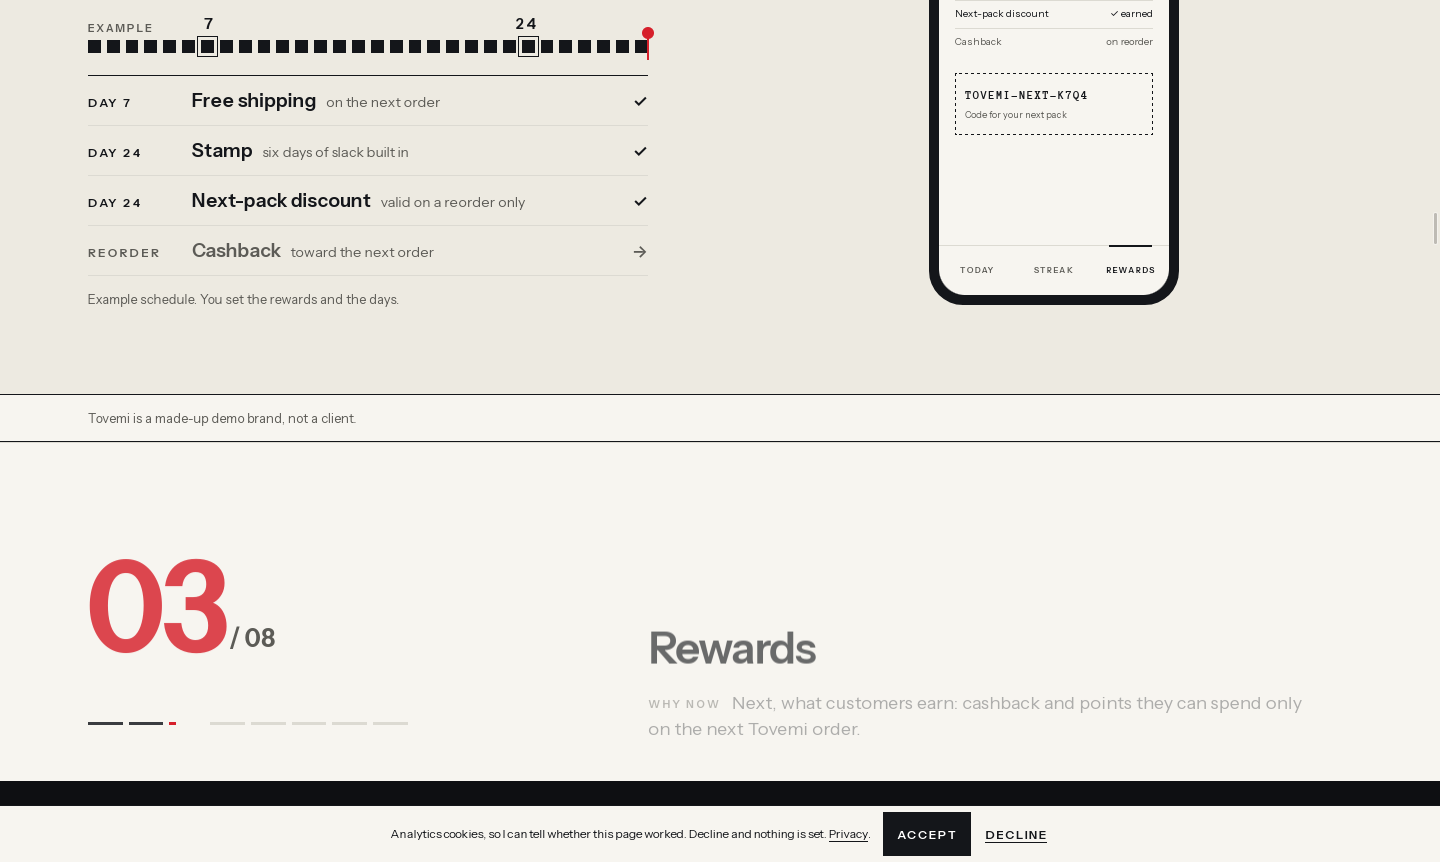 EXAMPLE
7
24
DAY 7 Free shipping on the next order
DAY 24 Stamp six days of slack built in
DAY 24 Next-pack discount valid on a reorder only
REORDER Cashback toward the next order
Example schedule. You set the rewards and the days.
Next-pack discount ✓ earned
Cashback on reorder
TOVEMI–NEXT–K7Q4
Code for your next pack
TODAY STREAK REWARDS
Tovemi is a made-up demo brand, not a client.
03 / 08
Rewards
WHY NOW Next, what customers earn: cashback and points they can spend only
on the next Tovemi order.
Analytics cookies, so I can tell whether this page worked. Decline and nothing is set. Privacy.
ACCEPT
DECLINE